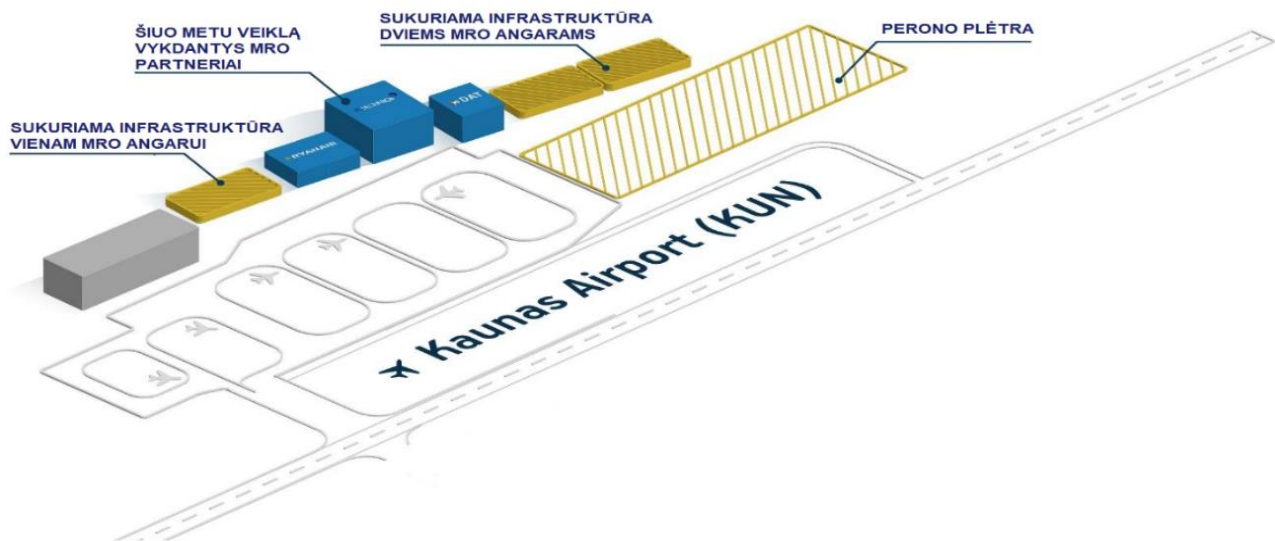 ŠIUO METU VEIKLĄ
VYKDANTYS MRO
PARTNERIAI
SUKURIAMA INFRASTRUKTŪRA
DVIEMS MRO ANGARAMS
PERONO PLĖTRA
SUKURIAMA INFRASTRUKTŪRA
VIENAM MRO ANGARUI
RYANAIR
DAT
Kaunas Airport (KUN)